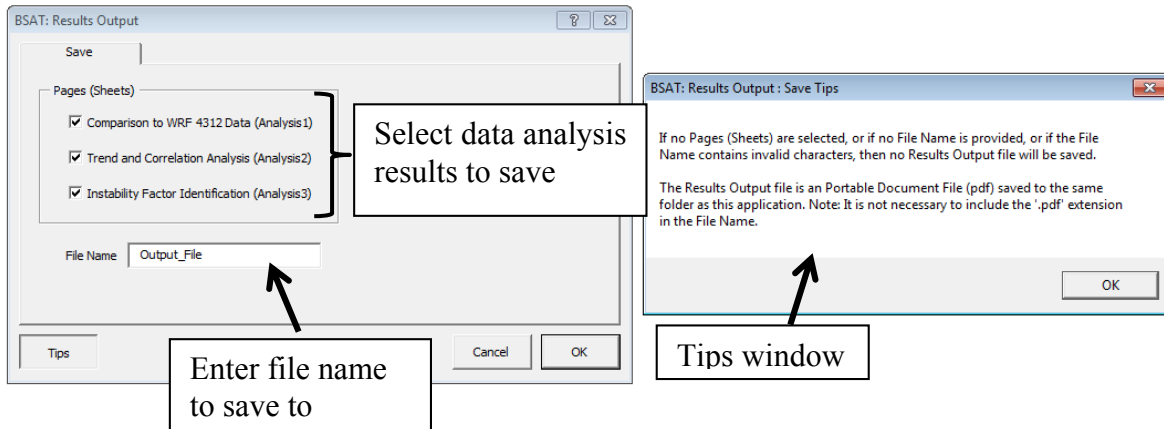 BSAT: Results Output
Save
Pages (Sheets)
Comparison to WRF 4312 Data (Analysis1)
Trend and Correlation Analysis (Analysis2)
Instability Factor Identification (Analysis3)
File Name Output_File
Tips
Cancel OK
Select data analysis
results to save
Enter file name
to save to
BSAT: Results Output : Save Tips
If no Pages (Sheets) are selected, or if no File Name is provided, or if the File
Name contains invalid characters, then no Results Output file will be saved.
The Results Output file is an Portable Document File (pdf) saved to the same
folder as this application. Note: It is not necessary to include the '.pdf' extension
in the File Name.
OK
Tips window